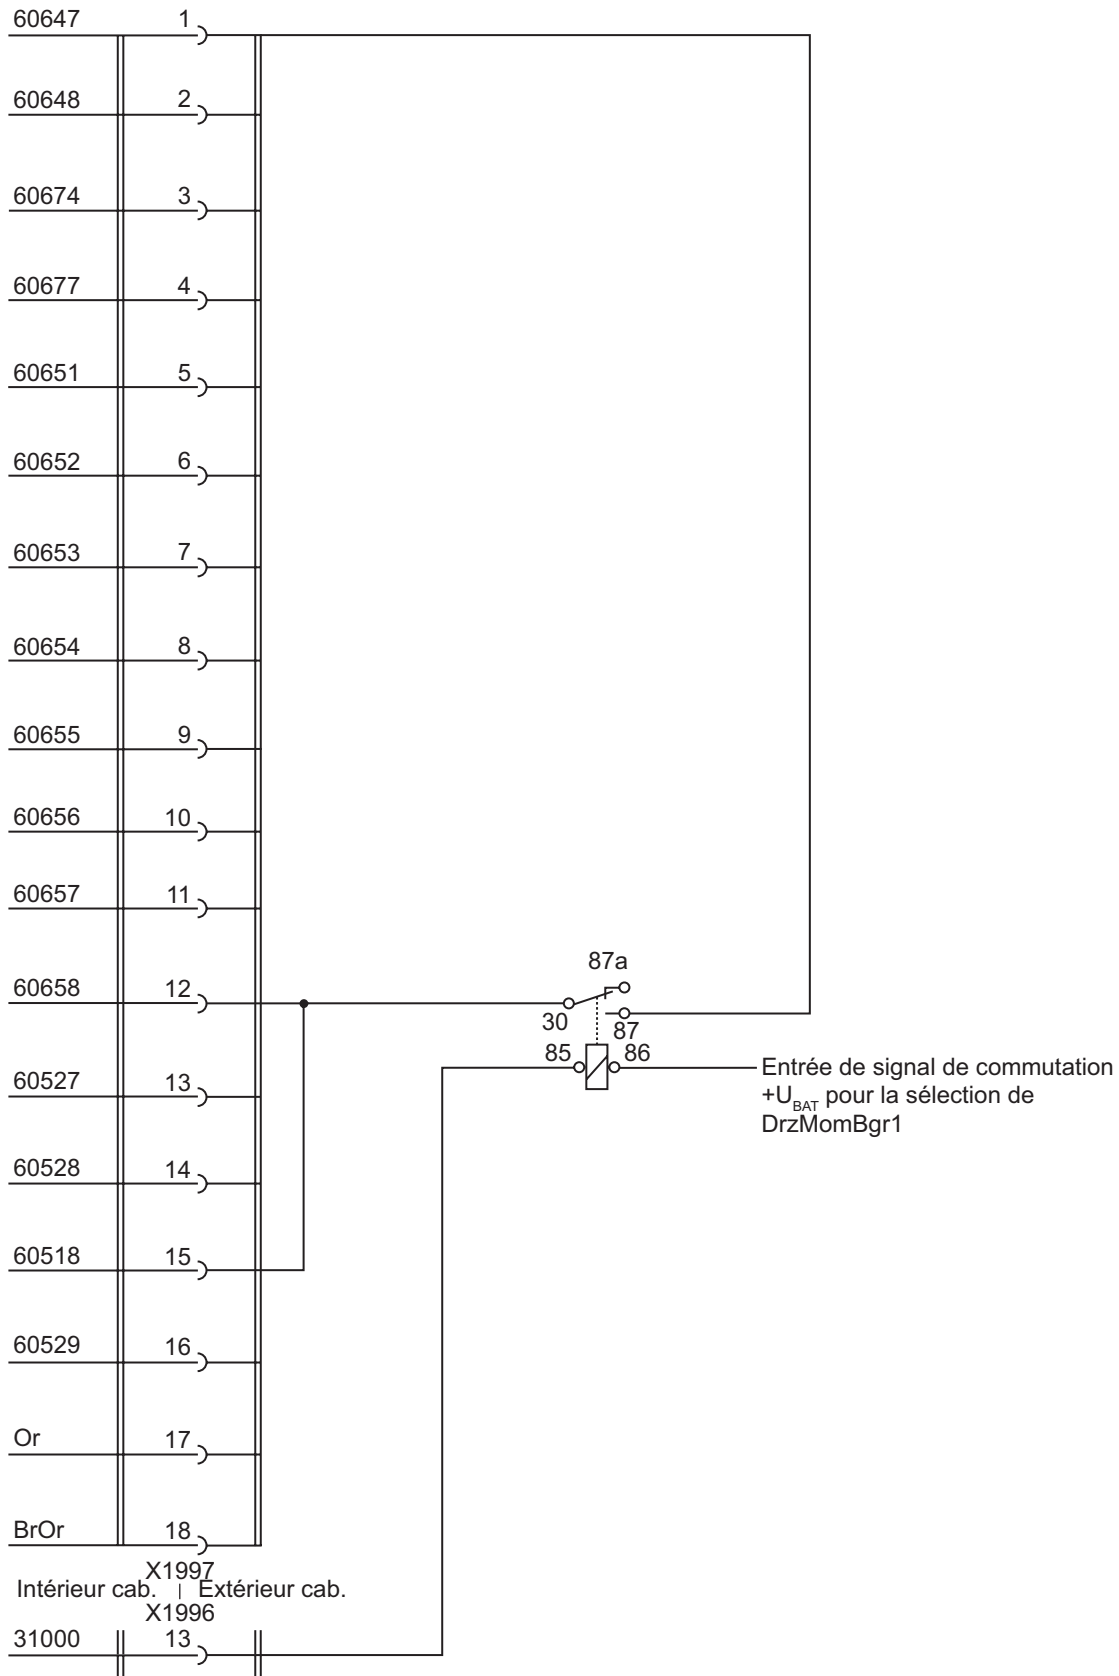 60647 1
60648 2
60674 3
60677 4
60651 5
60652 6
60653 7
60654 8
60655 9
60656 10
60657 11
87a
60658 12
30
87
85 86
Entrée de signal de commutation
+UBAT pour la sélection de
DrzMomBgr1
60527 13
60528 14
60518 15
60529 16
Or 17
BrOr 18
X1997
Intérieur cab. | Extérieur cab.
X1996
31000 13